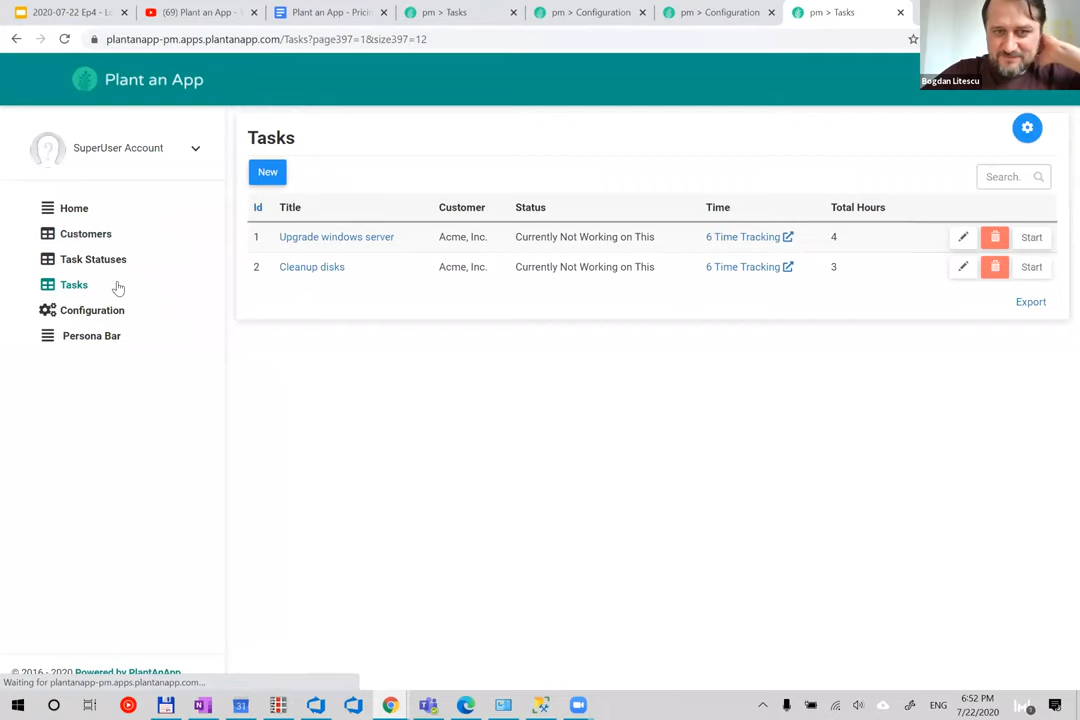 2020-07-22 Ep4 - Lo
(69) Plant an App -
Plant an App - Pricin
pm > Tasks
pm > Configuration
pm > Configuration
pm > Tasks
plantanapp-pm.apps.plantanapp.com/Tasks?page397=1&size397=12
Bogdan Litescu
Plant an App
SuperUser Account
Home
Customers
Task Statuses
Tasks
Configuration
Persona Bar
Tasks
New
Search.
Id Title Customer Status Time Total Hours
1 Upgrade windows server Acme, Inc. Currently Not Working on This 6 Time Tracking 4 Start
2 Cleanup disks Acme, Inc. Currently Not Working on This 6 Time Tracking 3 Start
Export
© 2016 - 2020 Powered by PlantAnApp
Waiting for plantanapp-pm.apps.plantanapp.com...
31
ENG
6:52 PM
7/22/2020